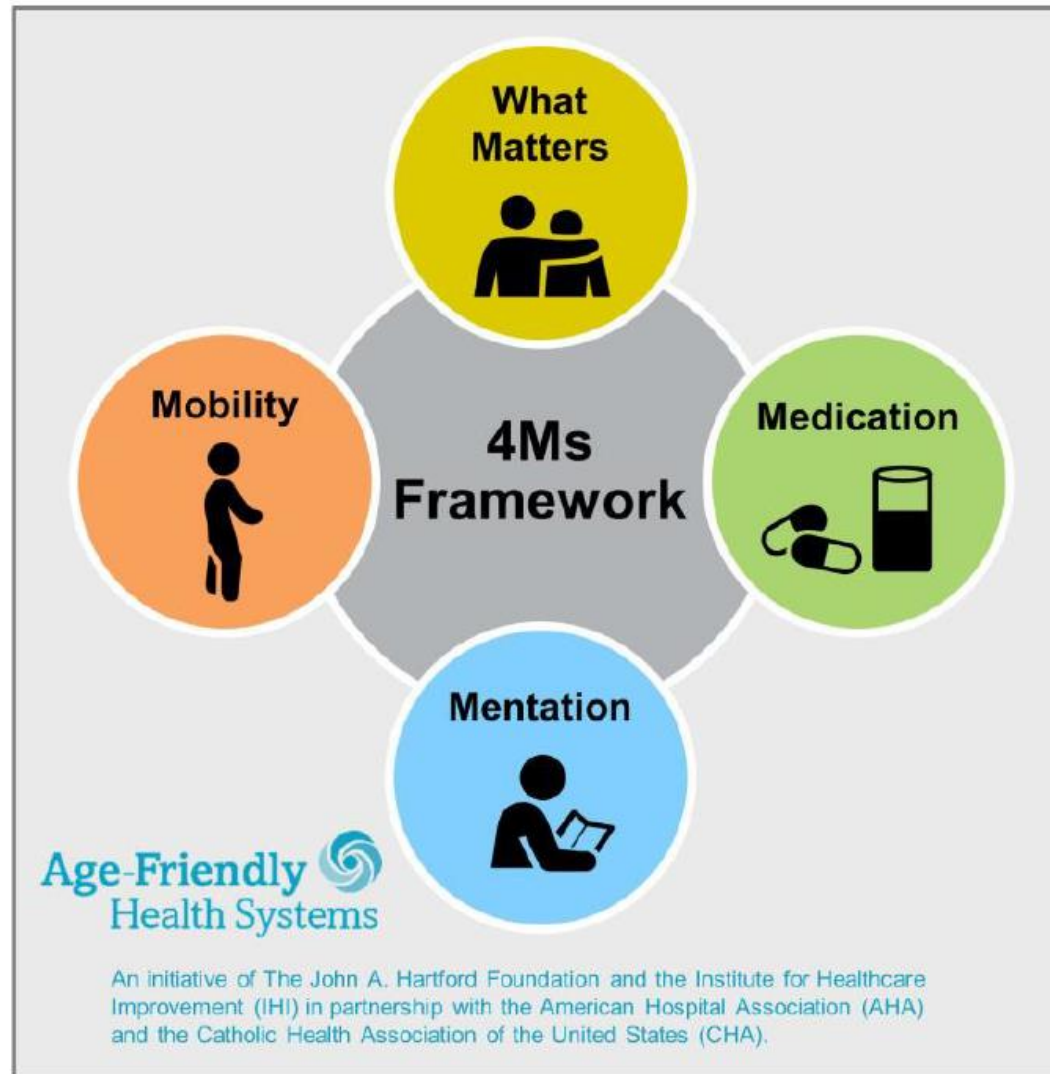 What
Matters
Mobility
4Ms
Framework
Medication
Mentation
Age-Friendly
Health Systems
An initiative of The John A. Hartford Foundation and the Institute for Healthcare
Improvement (IHI) in partnership with the American Hospital Association (AHA)
and the Catholic Health Association of the United States (CHA).